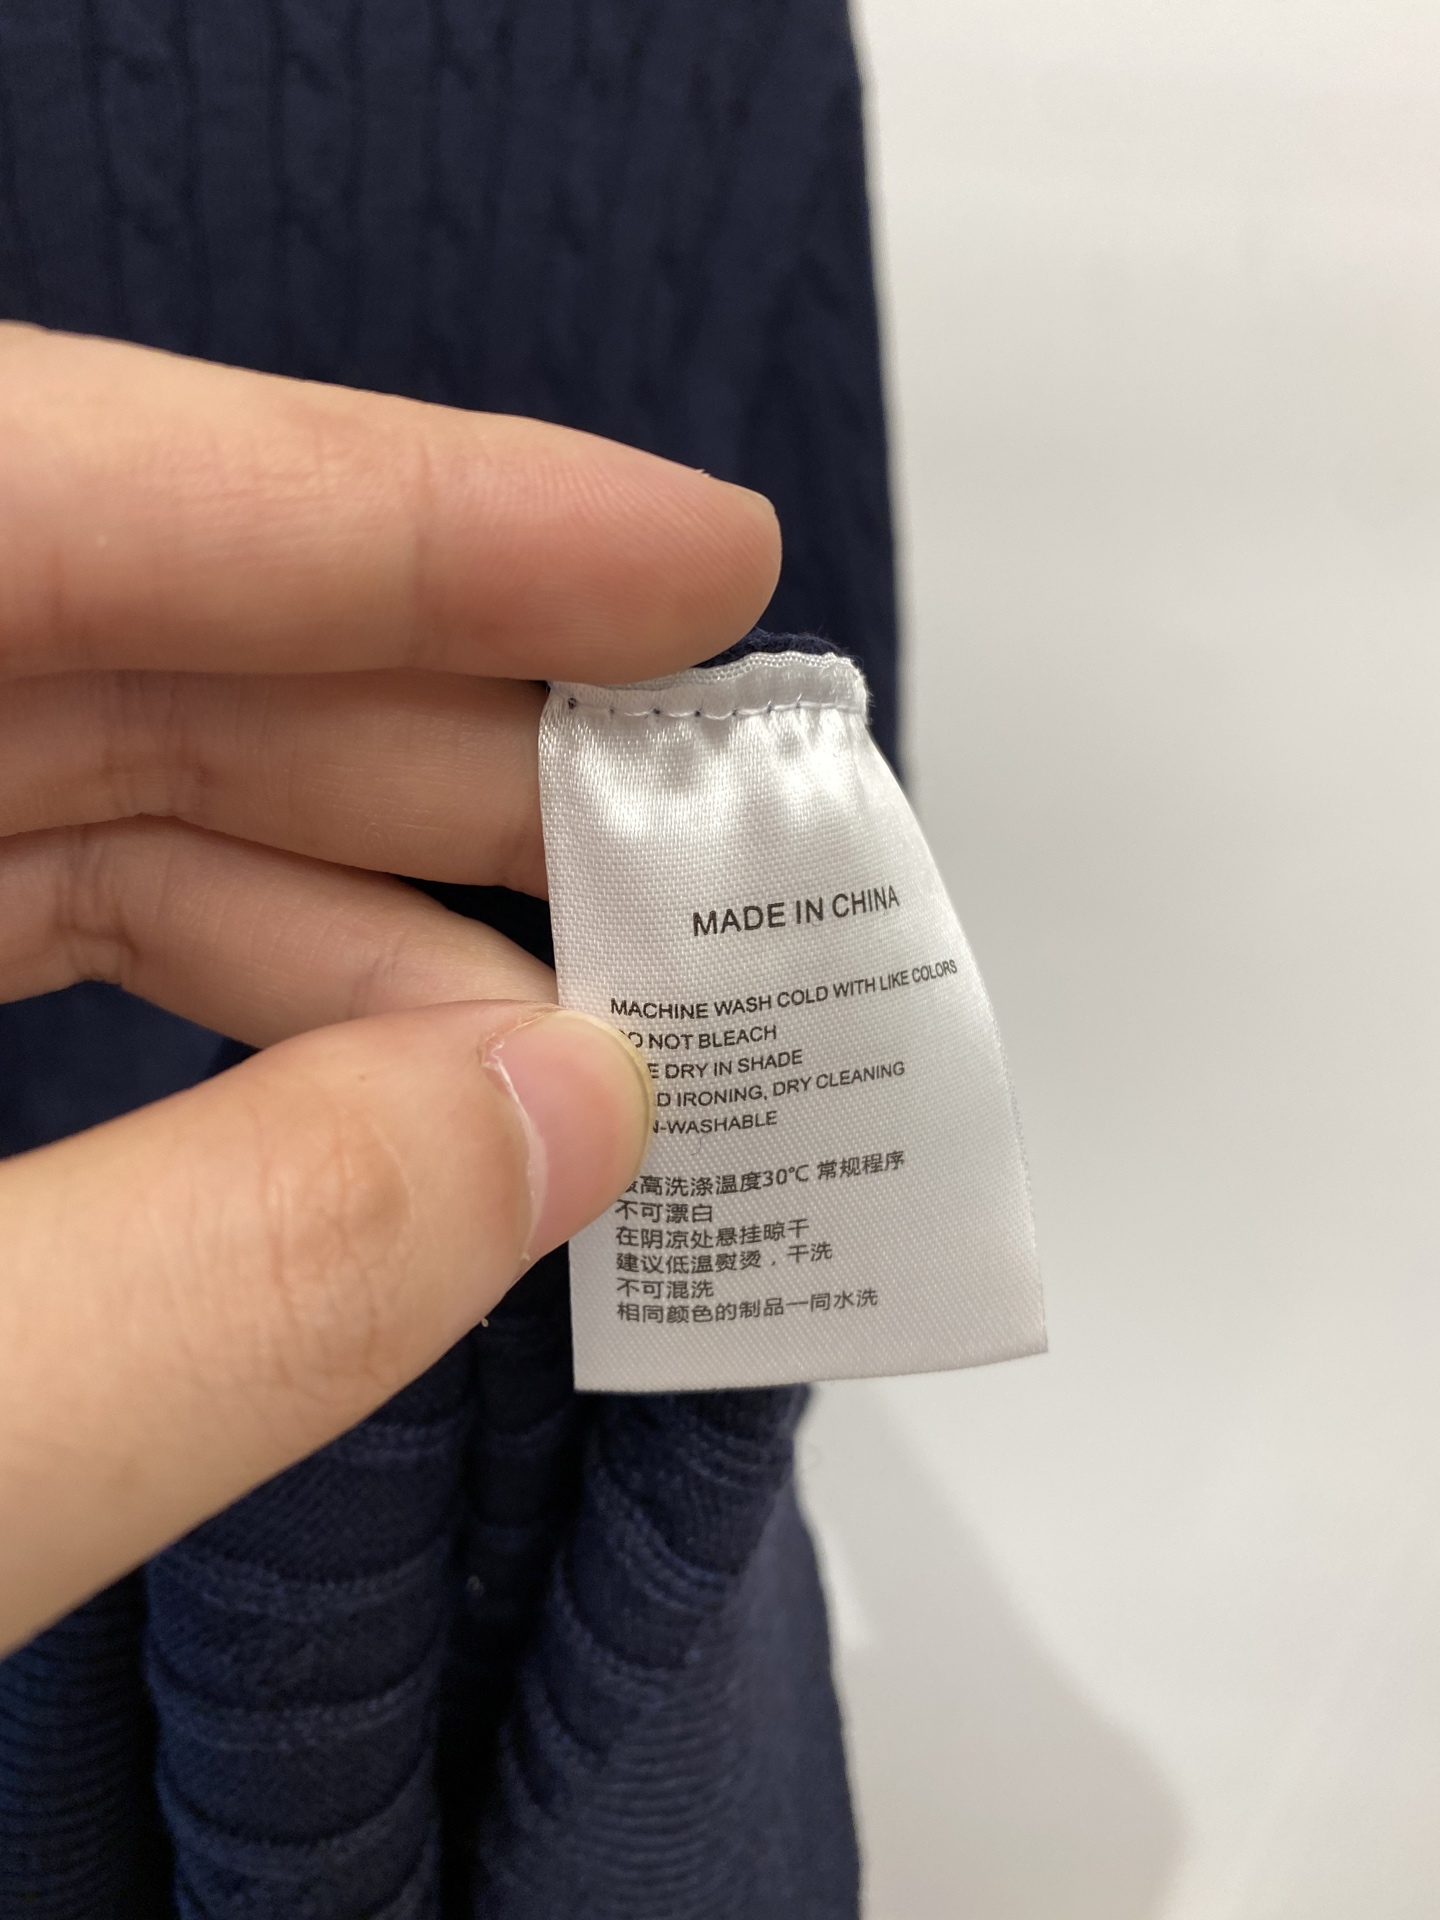 MADE IN CHINA
MACHINE WASH COLD WITH LIKE COLORS
DO NOT BLEACH
DRY IN SHADE
IRONING, DRY CLEANING
-WASHABLE
最高洗涤温度30℃ 常规程序
不可漂白
在阴凉处悬挂晾干
建议低温熨烫，干洗
不可混洗
相同颜色的制品一同水洗